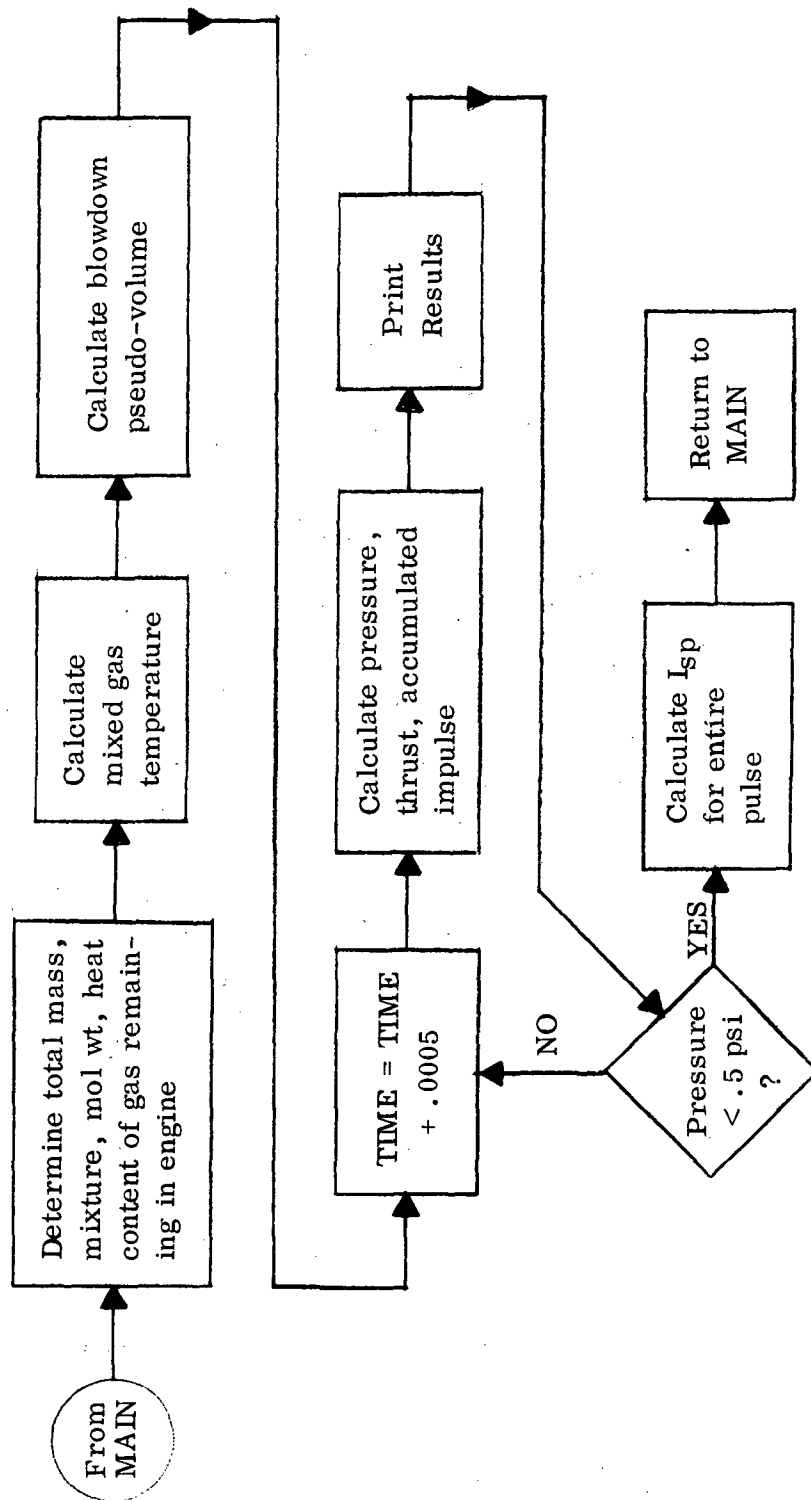 From
MAIN
Determine total mass,
mixture, mol wt, heat
content of gas remain-
ing in engine
Calculate
mixed gas
temperature
Calculate blowdown
pseudo-volume
TIME = TIME
+ .0005
Calculate pressure,
thrust, accumulated
impulse
Print
Results
Pressure
< .5 psi
?
NO
YES
Calculate Isp
for entire
pulse
Return to
MAIN